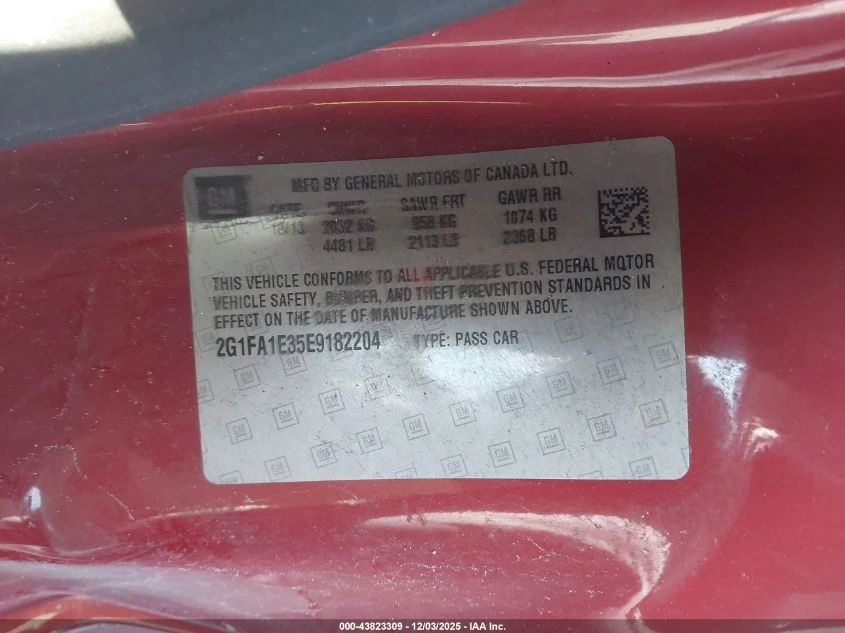 GM
MFD BY GENERAL MOTORS OF CANADA LTD.
DATE GVWR GAWR FRT GAWR RR
10/13 2032 KG 958 KG 1074 KG
4481 LB 2113 LB 2368 LB
THIS VEHICLE CONFORMS TO ALL APPLICABLE U.S. FEDERAL MOTOR
VEHICLE SAFETY, BUMPER, AND THEFT PREVENTION STANDARDS IN
EFFECT ON THE DATE OF MANUFACTURE SHOWN ABOVE.
2G1FA1E35E9182204 TYPE: PASS CAR
000-43823309 - 12/03/2025 - IAA Inc.